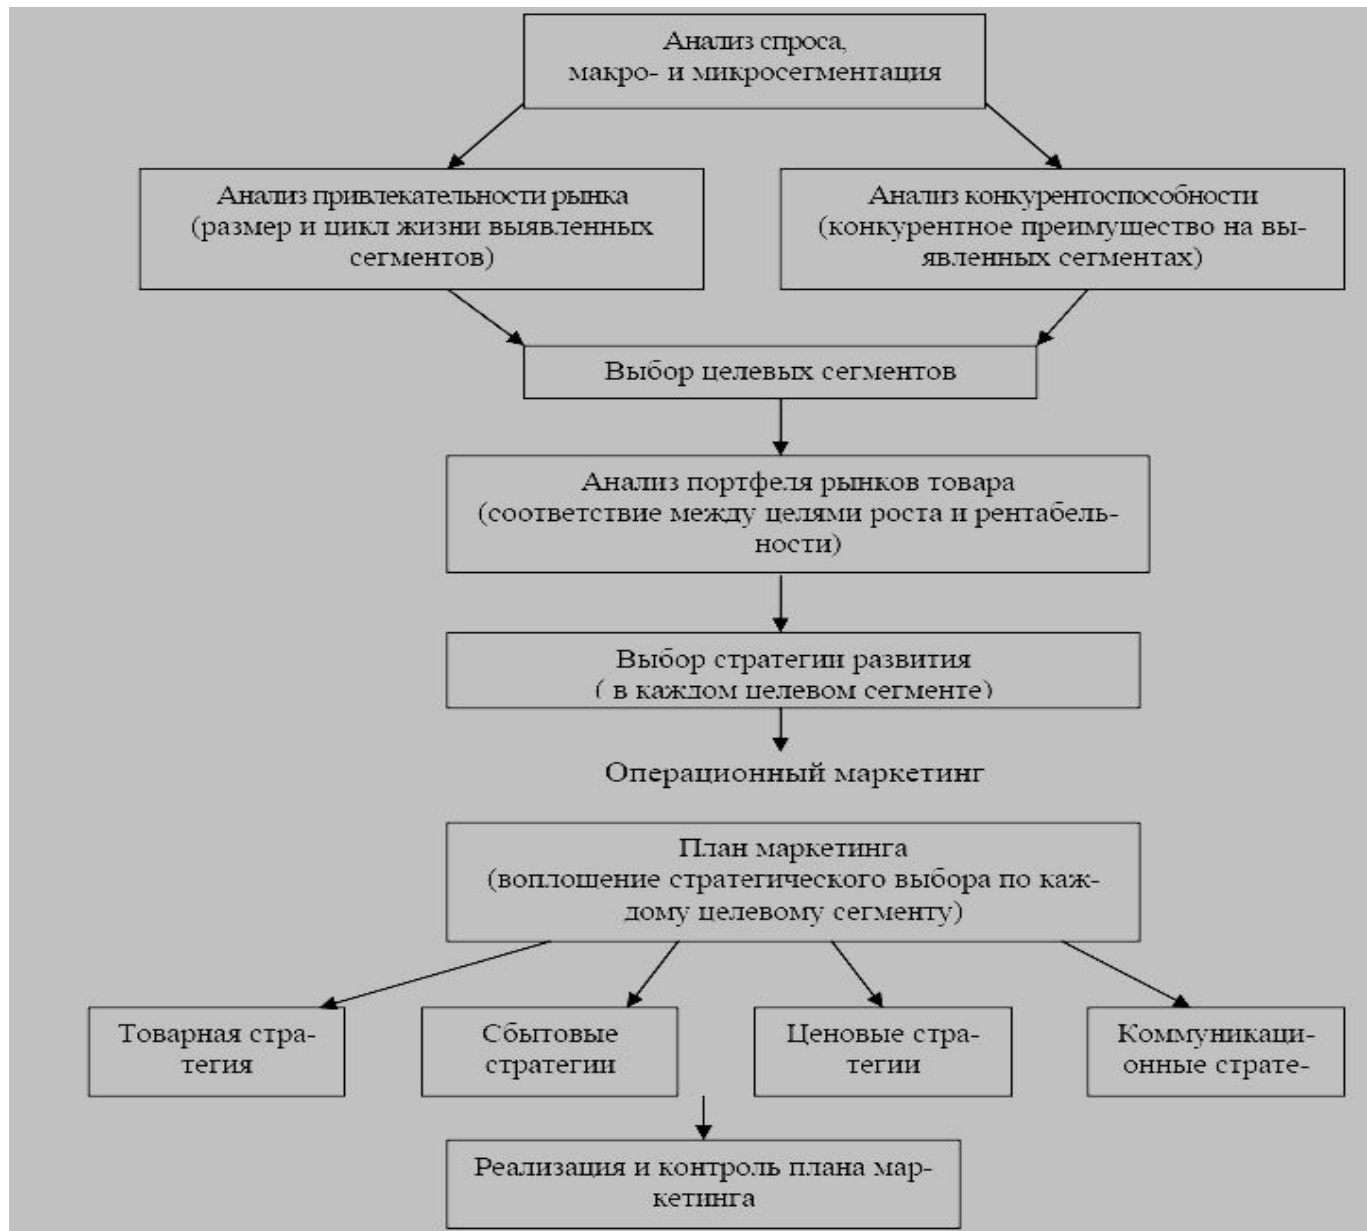 Анализ спроса,
макро- и микросегментация
Анализ привлекательности рынка
(размер и цикл жизни выявленных
сегментов)
Анализ конкурентоспособности
(конкурентное преимущество на вы-
явленных сегментах)
Выбор целевых сегментов
Анализ портфеля рынков товара
(соответствие между целями роста и рентабель-
ности)
Выбор стратегии развития
( в каждом целевом сегменте)
Операционный маркетинг
План маркетинга
(воплощение стратегического выбора по каж-
дому целевому сегменту)
Товарная стра-
тегия
Сбытовые
стратегии
Ценовые стра-
тегии
Коммуникаци-
онные страте-
Реализация и контроль плана мар-
кетинга